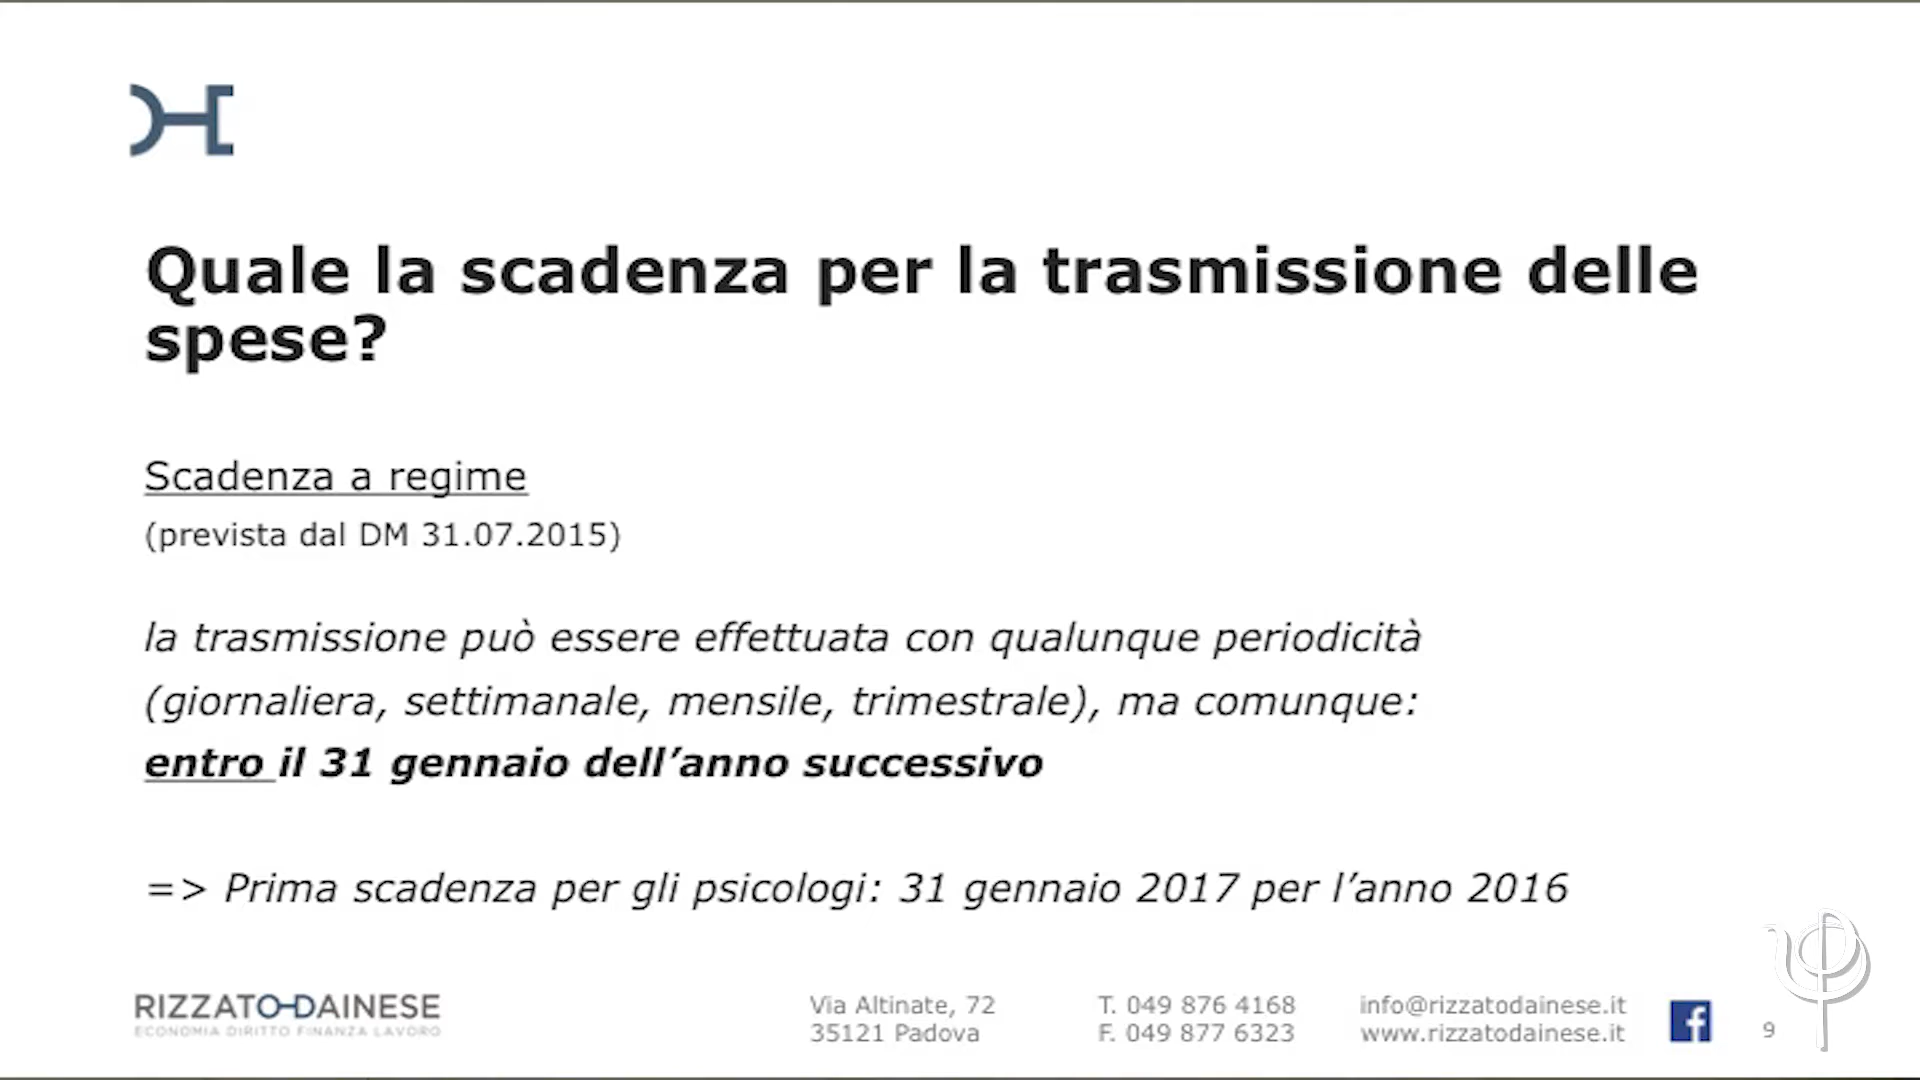 Quale la scadenza per la trasmissione delle
spese?
Scadenza a regime
(prevista dal DM 31.07.2015)
la trasmissione può essere effettuata con qualunque periodicità
(giornaliera, settimanale, mensile, trimestrale), ma comunque:
entro il 31 gennaio dell’anno successivo
=> Prima scadenza per gli psicologi: 31 gennaio 2017 per l’anno 2016
RIZZATO-DAINESE
ECONOMIA DIRITTO FINANZA LAVORO
Via Altinate, 72
35121 Padova
T. 049 876 4168
F. 049 877 6323
info@rizzatodainese.it
www.rizzatodainese.it
9